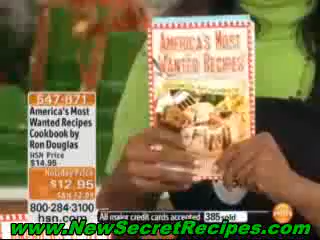 AMERICA'S MOST
WANTED RECIPES
547-871
America's Most
Wanted Recipes
Cookbook by
Ron Douglas
HSN Price
$14.95
Holiday Price
$12.95
S&H
800-284-3100
hsn.com
All major credit cards accepted
385 sold
www.NewSecretRecipes.com